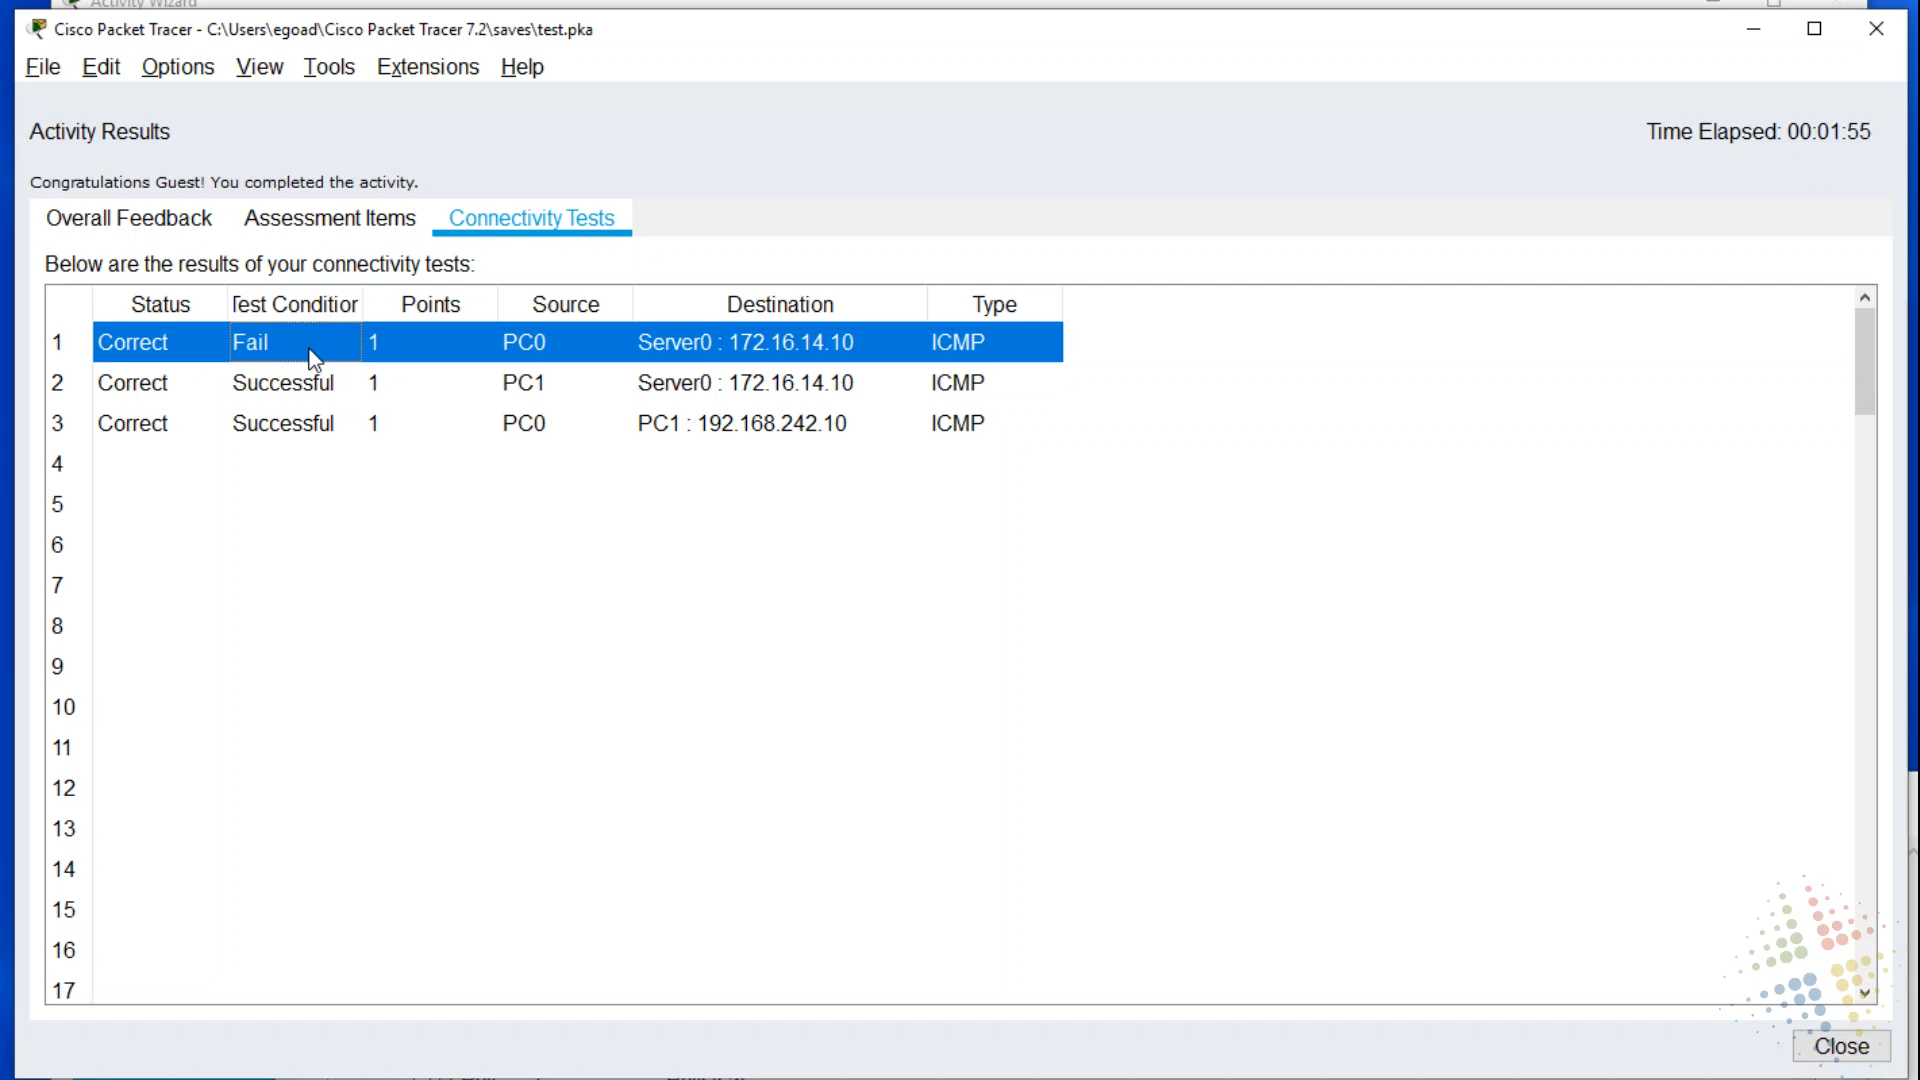 Activity Wizard
Cisco Packet Tracer - C:\Users\egoad\Cisco Packet Tracer 7.2\saves\test.pka
File Edit Options View Tools Extensions Help
Activity Results Time Elapsed: 00:01:55
Congratulations Guest! You completed the activity.
Overall Feedback Assessment Items Connectivity Tests
Below are the results of your connectivity tests:
Status Test Condition Points Source Destination Type
1 Correct Fail 1 PC0 Server0 : 172.16.14.10 ICMP
2 Correct Successful 1 PC1 Server0 : 172.16.14.10 ICMP
3 Correct Successful 1 PC0 PC1 : 192.168.242.10 ICMP
4
5
6
7
8
9
10
11
12
13
14
15
16
17
Close